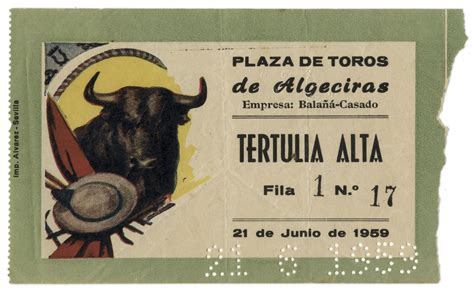 Imp. Alvarez - Sevilla
PLAZA DE TOROS
de Algeciras
Empresa: Balañá-Casado
TERTULIA ALTA
Fila 1 N.º 17
21 de Junio de 1959
21 6 1959